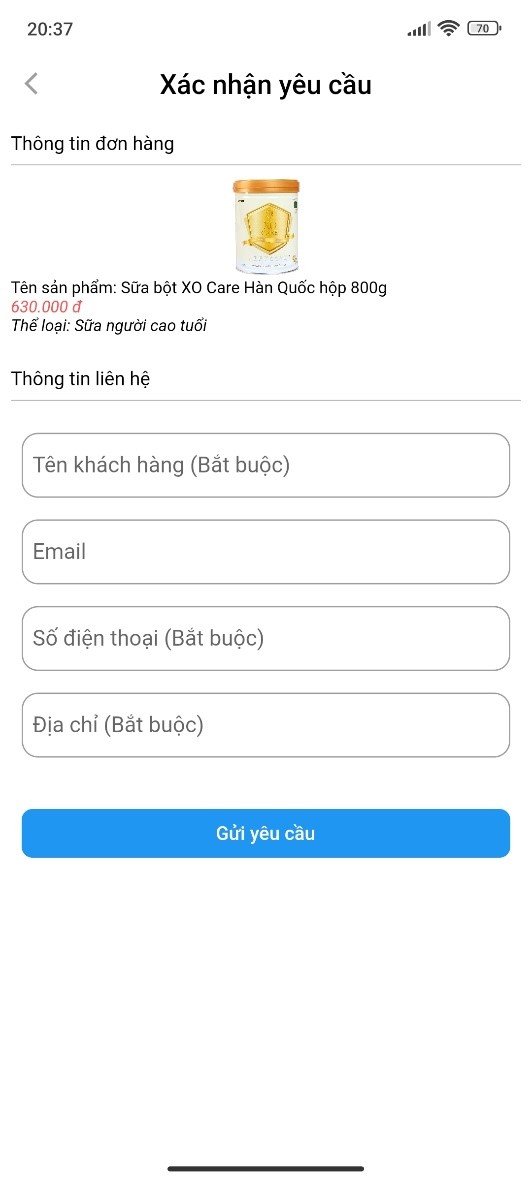 20:37
70
Xác nhận yêu cầu
Thông tin đơn hàng
Tên sản phẩm: Sữa bột XO Care Hàn Quốc hộp 800g
630.000 đ
Thể loại: Sữa người cao tuổi
Thông tin liên hệ
Tên khách hàng (Bắt buộc)
Email
Số điện thoại (Bắt buộc)
Địa chỉ (Bắt buộc)
Gửi yêu cầu